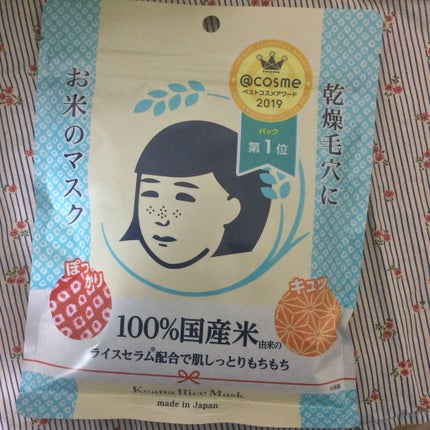 @cosme
ベストコスメアワード
2019
パック
第1位
乾燥毛穴に
お米のマスク
ぽっかり
キュッ
100%国産米由来の
ライスセラム配合で肌しっとりもちもち
Keana Rice Mask
made in Japan